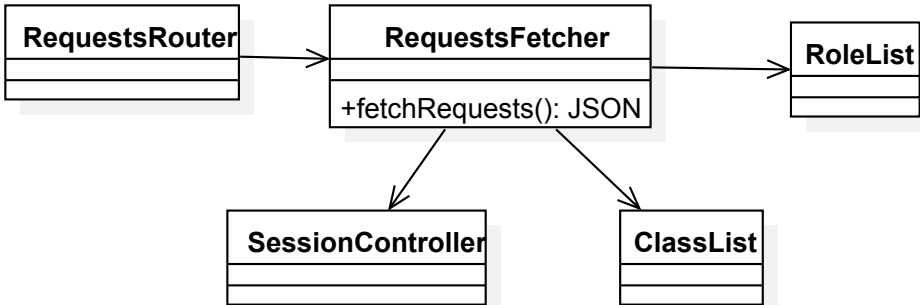 RequestsRouter
RequestsFetcher
+fetchRequests(): JSON
RoleList
SessionController
ClassList